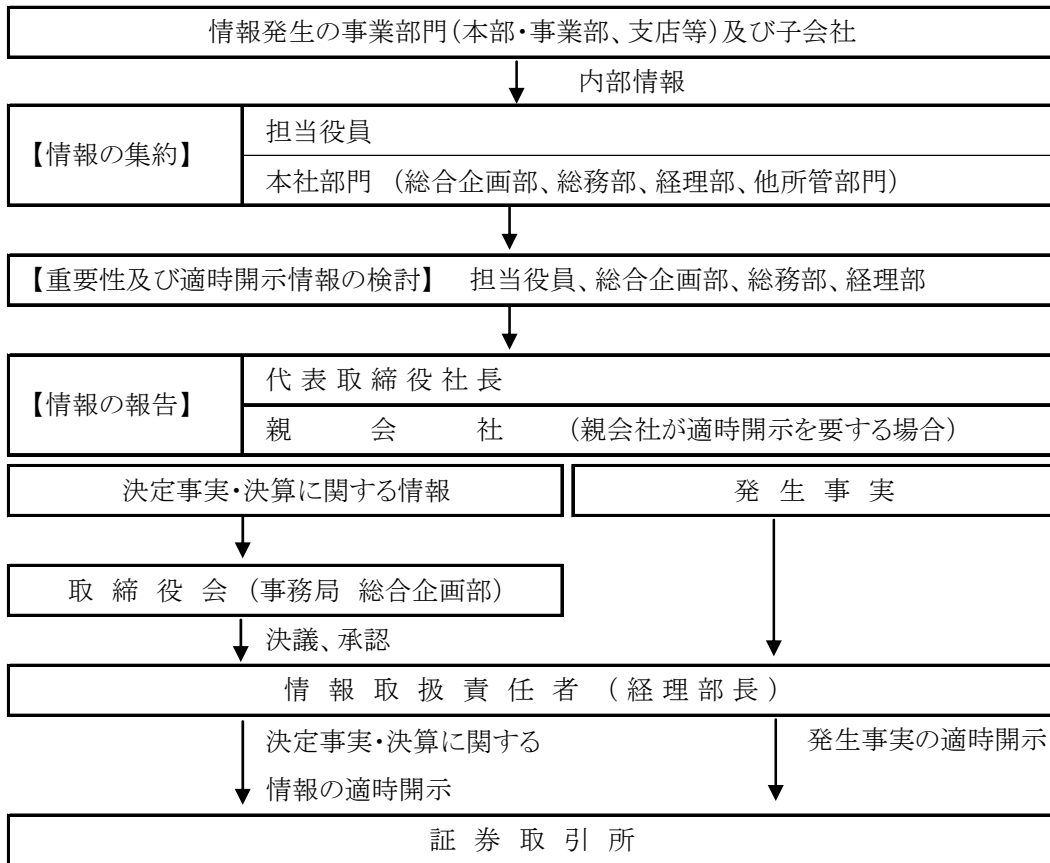 情報発生の事業部門（本部・事業部、支店等）及び子会社
内部情報
【情報の集約】
担当役員
本社部門 （総合企画部、総務部、経理部、他所管部門）
【重要性及び適時開示情報の検討】 担当役員、総合企画部、総務部、経理部
【情報の報告】
代表取締役社長
親会社 （親会社が適時開示を要する場合）
決定事実・決算に関する情報
発生事実
取締役会（事務局 総合企画部）
決議、承認
情報取扱責任者（経理部長）
決定事実・決算に関する
情報の適時開示
発生事実の適時開示
証券取引所